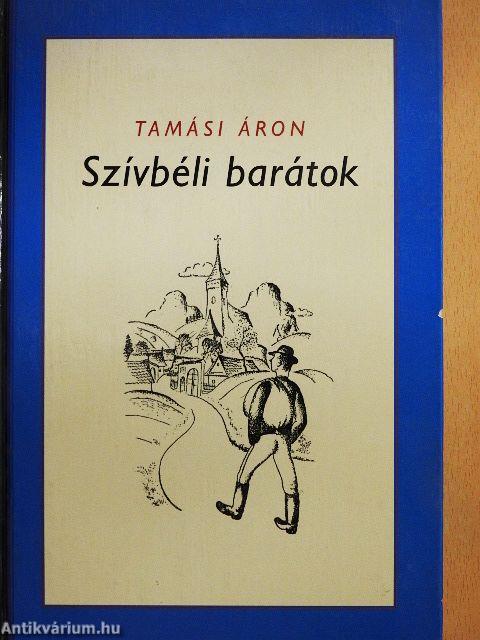 TAMÁSI ÁRON
Szívbéli barátok
Antikvárium.hu